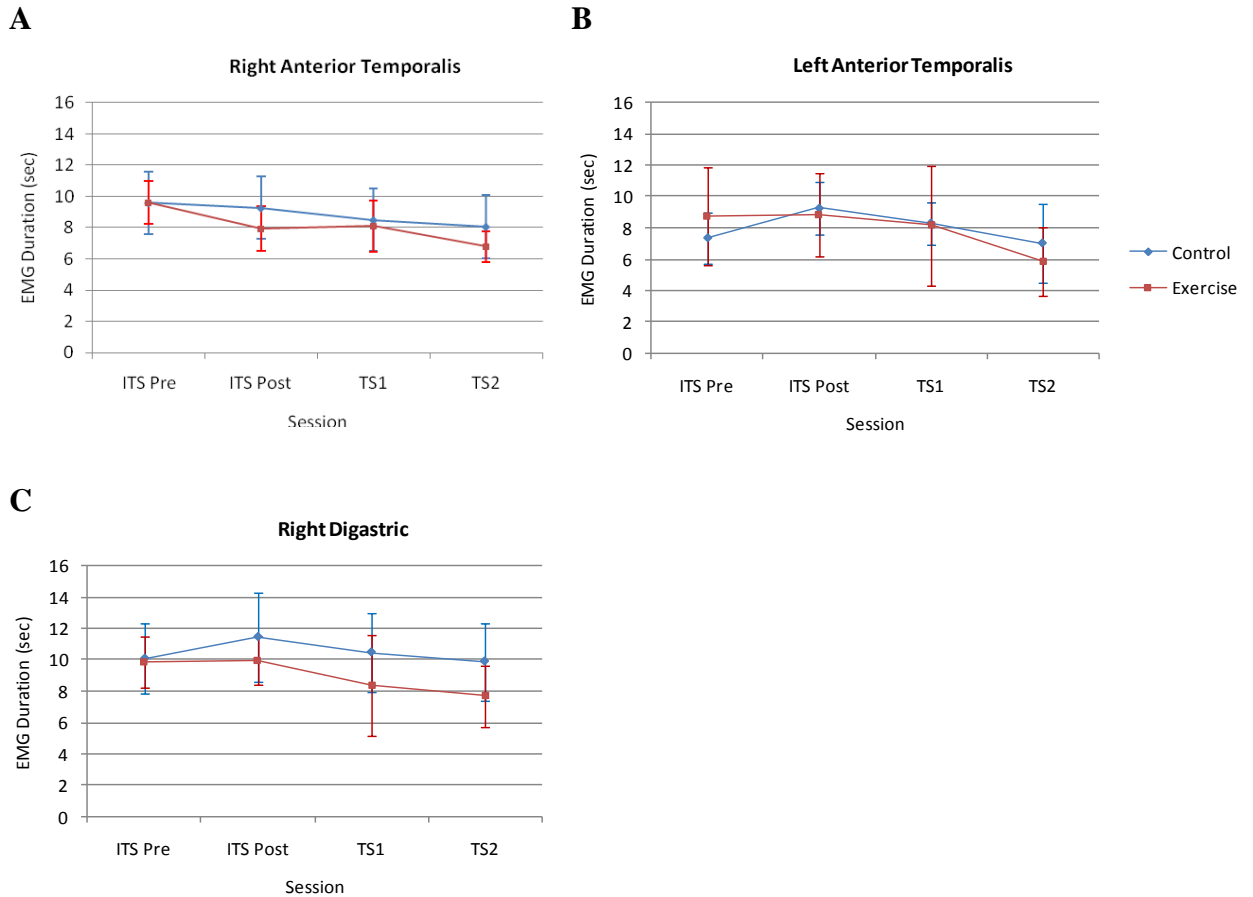 A
Right Anterior Temporalis
EMG Duration (sec)
16
14
12
10
8
6
4
2
0
ITS Pre ITS Post TS1 TS2
Session
B
Left Anterior Temporalis
EMG Duration (sec)
16
14
12
10
8
6
4
2
0
ITS Pre ITS Post TS1 TS2
Session
Control
Exercise
C
Right Digastric
EMG Duration (sec)
16
14
12
10
8
6
4
2
0
ITS Pre ITS Post TS1 TS2
Session